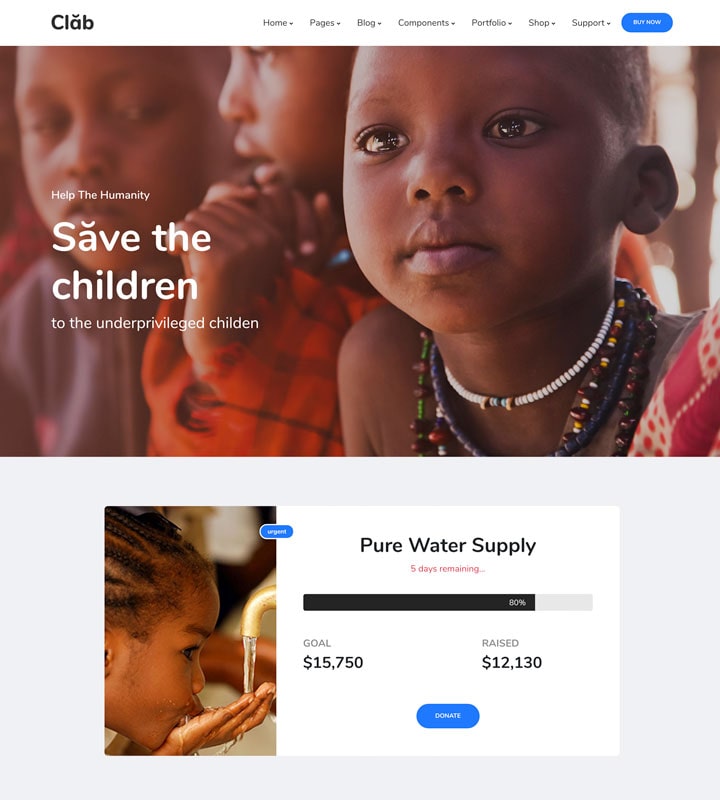 Clăb
Home Pages Blog Components Portfolio Shop Support BUY NOW
Help The Humanity
Săve the
children
to the underprivileged childen
urgent
Pure Water Supply
5 days remaining...
80%
GOAL RAISED
$15,750 $12,130
DONATE